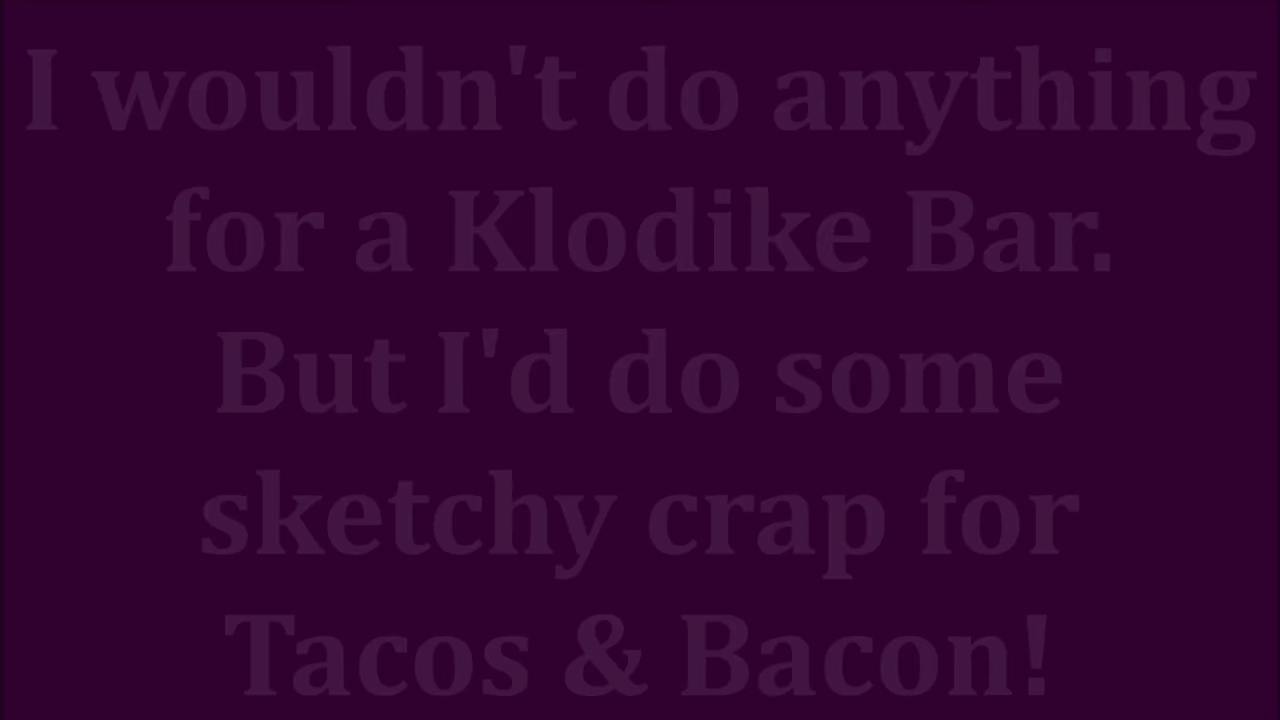 I wouldn't do anything
for a Klodike Bar.
But I'd do some
sketchy crap for
Tacos & Bacon!